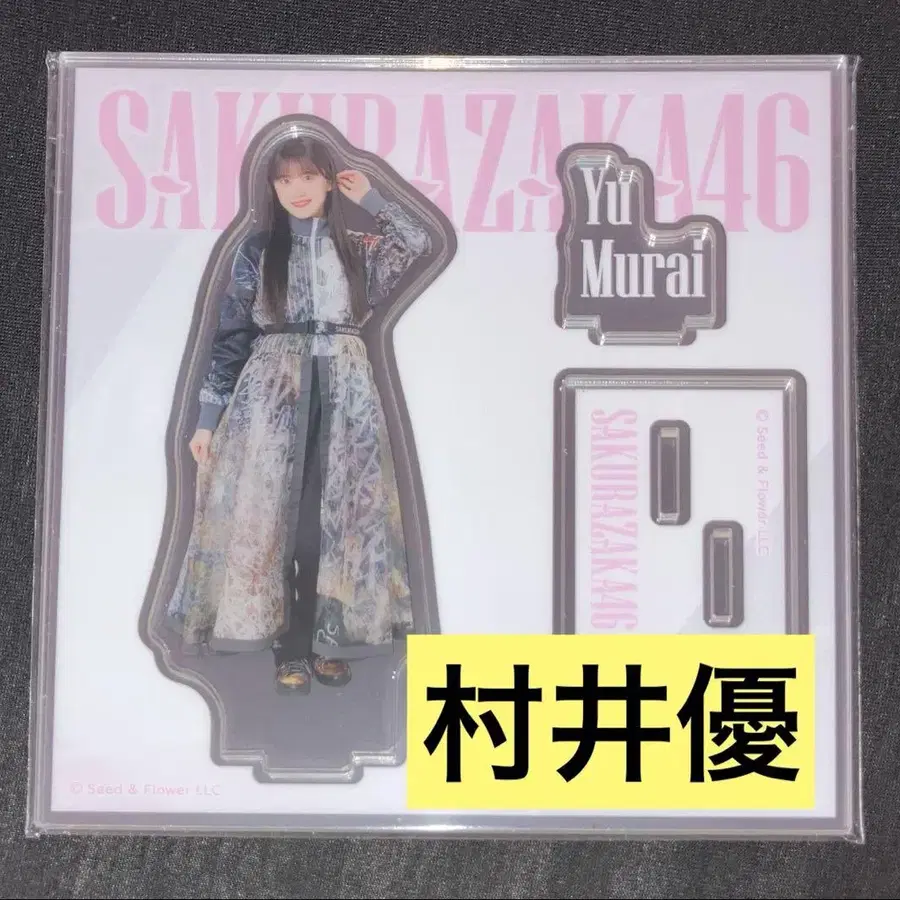 SAKURAZAKA46
Yu
Murai
SAKURAZAKA46
© Seed & Flower LLC
村井優
© Seed & Flower LLC